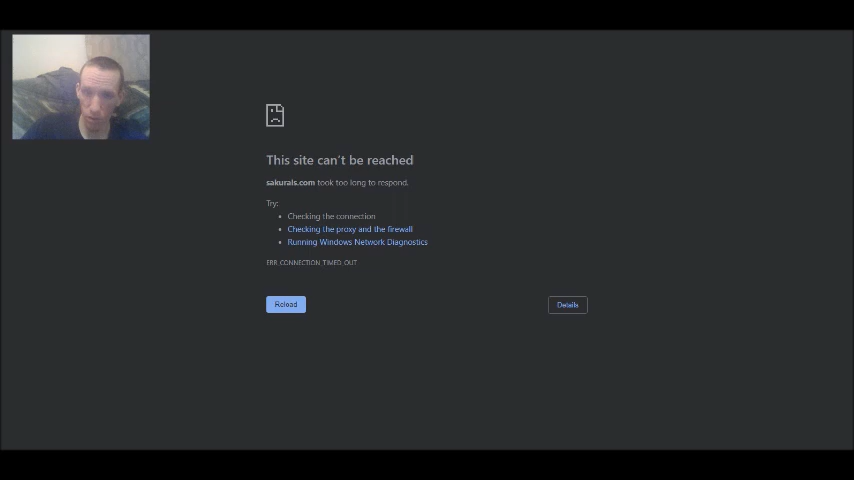 This site can't be reached
sakurais.com took too long to respond.
Try:
Checking the connection
Checking the proxy and the firewall
Running Windows Network Diagnostics
ERR_CONNECTION_TIMED_OUT
Reload
Details